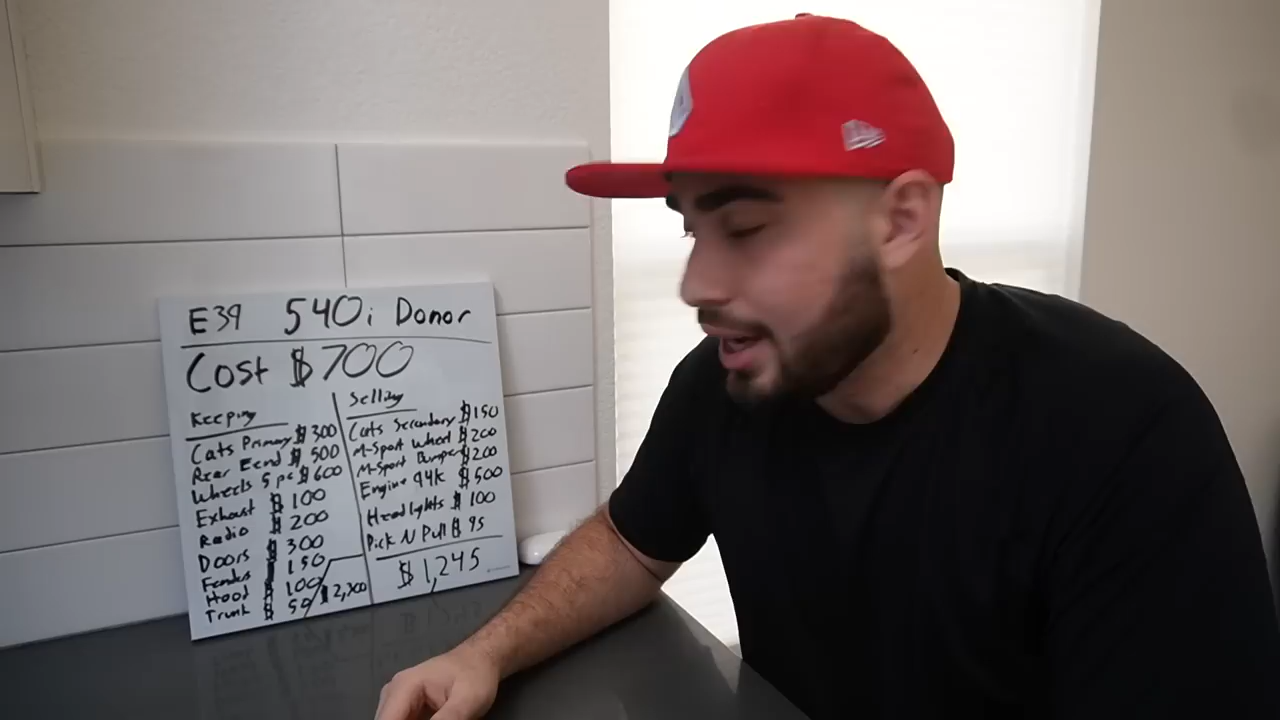 E39 540i Donor
Cost $700
Keeping
Cats Primary $300
Rear End $500
Wheels 5 pc $600
Exhaust $100
Radio $200
Doors $300
Fender $150
Hood $100
Trunk $50
$2,300
Selling
Cats Secondary $150
M-Sport Wheel $200
M-Sport Bumper $200
Engine 94k $500
Headlights $100
Pick N Pull $95
$1,245